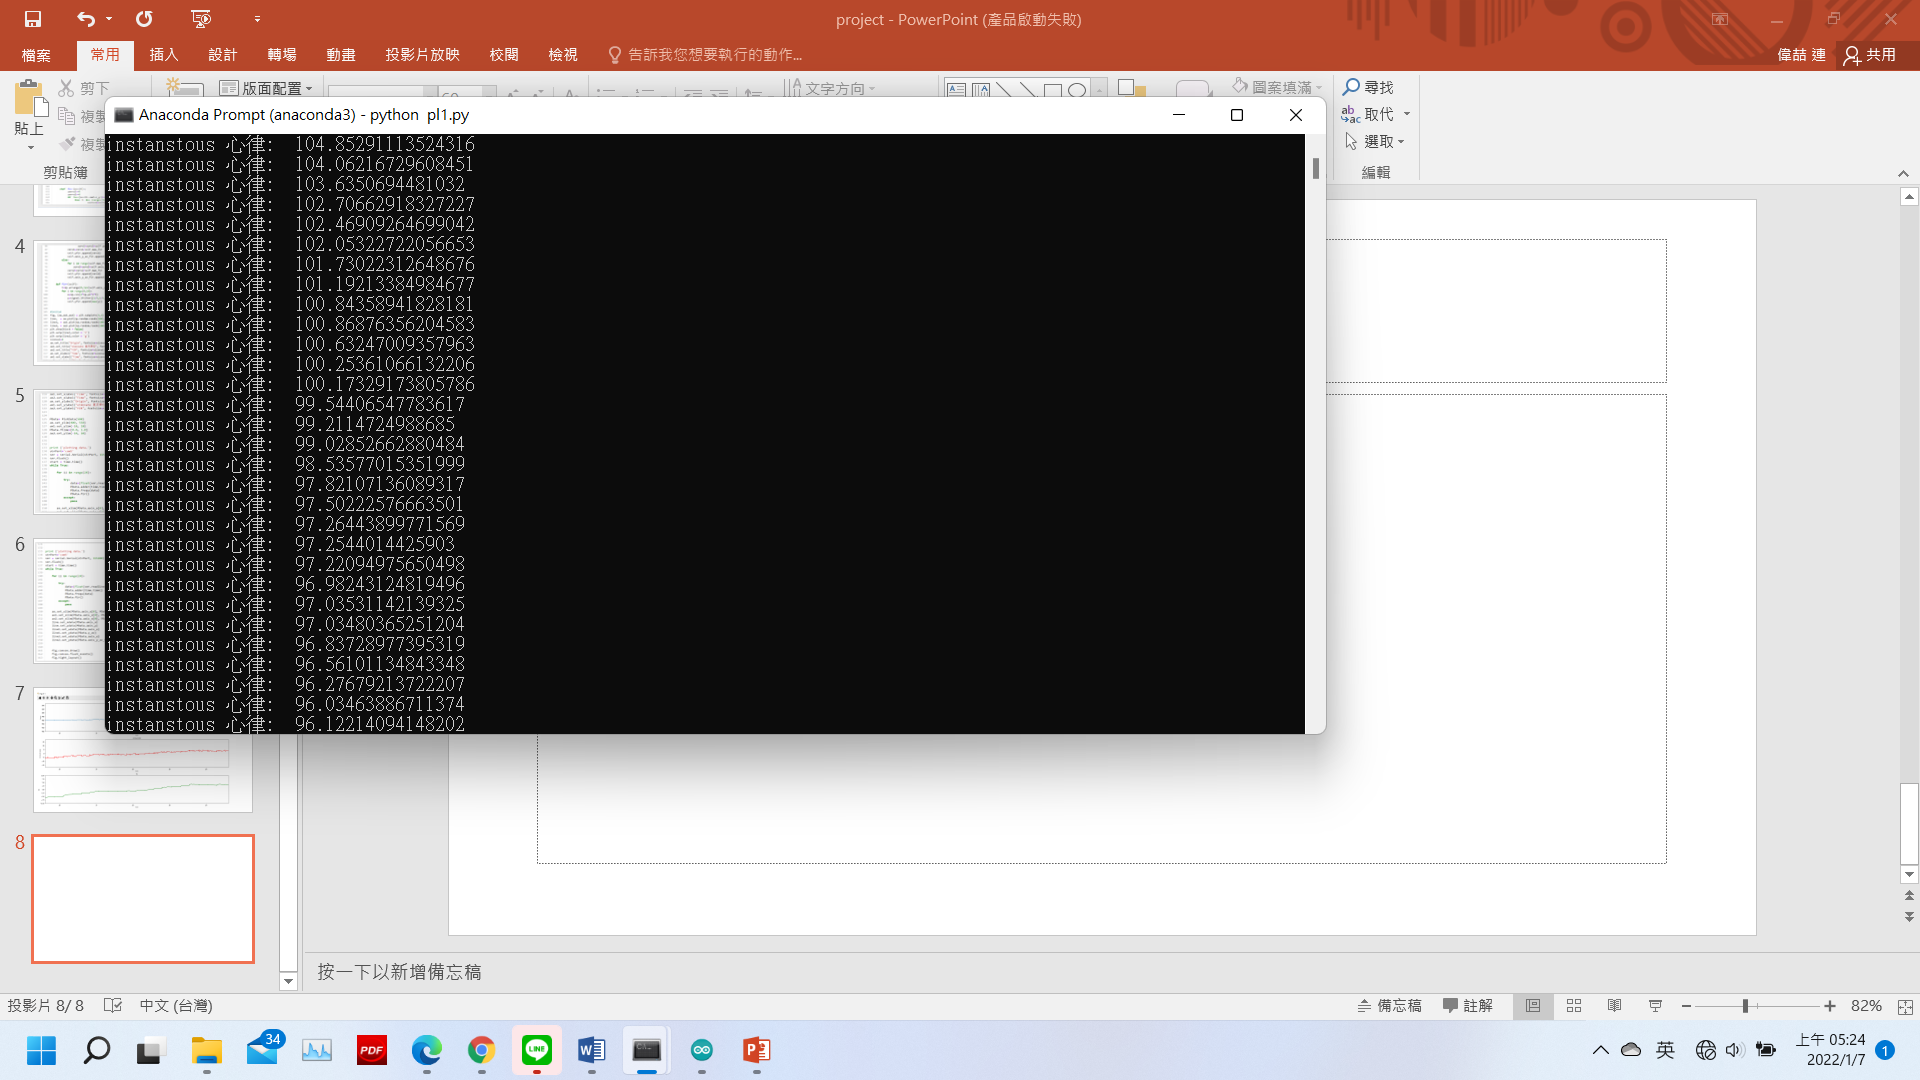 project - PowerPoint (產品啟動失敗)
檔案 常用 插入 設計 轉場 動畫 投影片放映 校閱 檢視 告訴我您想要執行的動作... 偉喆 連 共用
剪下 版面配置 文字方向 圖案填滿 尋找
貼上 取代
選取
剪貼簿 編輯
Anaconda Prompt (anaconda3) - python  pl1.py
instanstous 心律:  104.85291113524316
instanstous 心律:  104.06216729608451
instanstous 心律:  103.6350694481032
instanstous 心律:  102.70662918327227
instanstous 心律:  102.46909264699042
instanstous 心律:  102.05322722056653
instanstous 心律:  101.73022312648676
instanstous 心律:  101.19213384984677
instanstous 心律:  100.84358941828181
instanstous 心律:  100.86876356204583
instanstous 心律:  100.63247009357963
instanstous 心律:  100.25361066132206
instanstous 心律:  100.17329173805786
instanstous 心律:  99.54406547783617
instanstous 心律:  99.2114724988685
instanstous 心律:  99.02852662880484
instanstous 心律:  98.53577015351999
instanstous 心律:  97.82107136089317
instanstous 心律:  97.50222576663501
instanstous 心律:  97.26443899771569
instanstous 心律:  97.2544014425903
instanstous 心律:  97.22094975650498
instanstous 心律:  96.98243124819496
instanstous 心律:  97.03531142139325
instanstous 心律:  97.03480365251204
instanstous 心律:  96.83728977395319
instanstous 心律:  96.56101134843348
instanstous 心律:  96.27679213722207
instanstous 心律:  96.03463886711374
instanstous 心律:  96.12214094148202
4
5
6
7
8
按一下以新增備忘稿
投影片 8/ 8 中文 (台灣) 備忘稿 註解 82%
34 PDF LINE 英 上午 05:24
2022/1/7 1